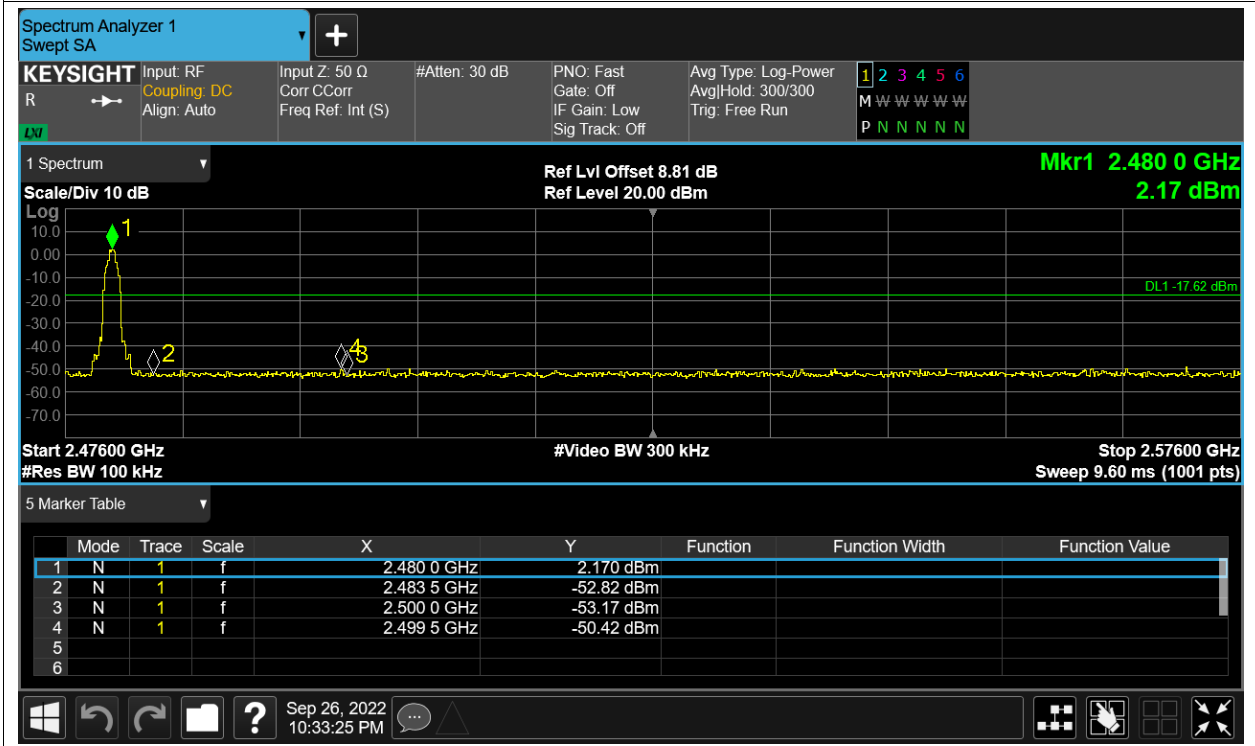 Spectrum Analyzer 1
Swept SA
+
KEYSIGHT Input: RF Input Z: 50 Ω #Atten: 30 dB PNO: Fast Avg Type: Log-Power 1 2 3 4 5 6
R Coupling: DC Corr CCorr Gate: Off Avg|Hold: 300/300 M W W W W W
Align: Auto Freq Ref: Int (S) IF Gain: Low Trig: Free Run
LXI Sig Track: Off P N N N N N
1 Spectrum Ref Lvl Offset 8.81 dB Mkr1 2.480 0 GHz
Scale/Div 10 dB Ref Level 20.00 dBm 2.17 dBm
Log
1
10.0
0.00
-10.0
DL1 -17.62 dBm
-20.0
-30.0
-40.0
2 4 3
-50.0
-60.0
-70.0
Start 2.47600 GHz #Video BW 300 kHz Stop 2.57600 GHz
#Res BW 100 kHz Sweep 9.60 ms (1001 pts)
5 Marker Table
Mode Trace Scale X Y Function Function Width Function Value
1 N 1 f 2.480 0 GHz 2.170 dBm
2 N 1 f 2.483 5 GHz -52.82 dBm
3 N 1 f 2.500 0 GHz -53.17 dBm
4 N 1 f 2.499 5 GHz -50.42 dBm
5
6
? Sep 26, 2022
10:33:25 PM